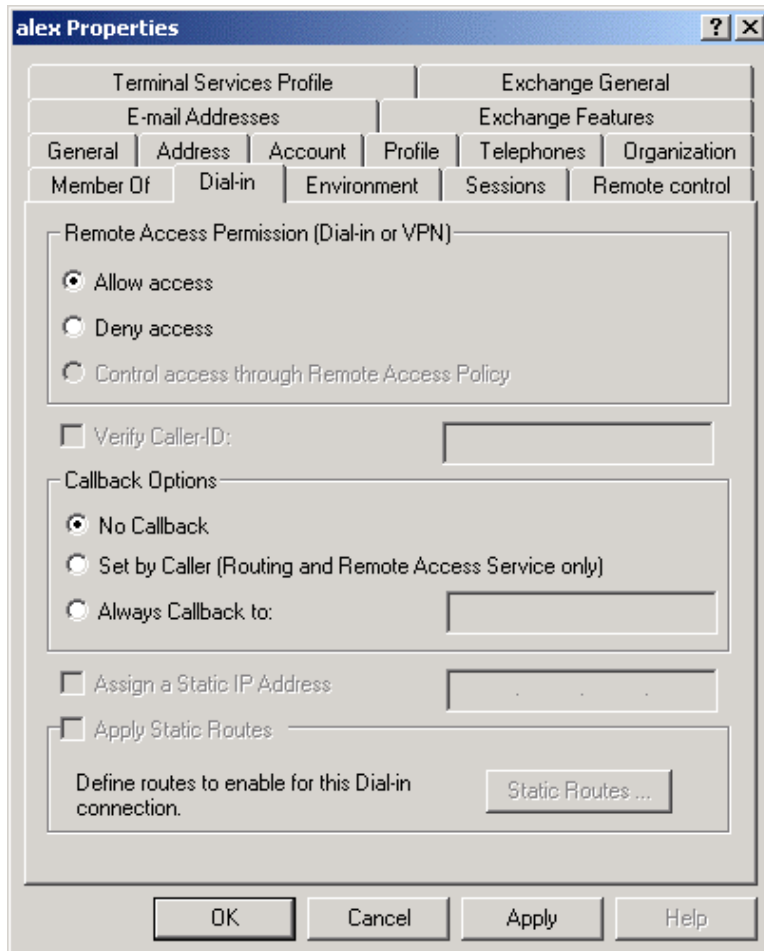 alex Properties
Terminal Services Profile Exchange General
E-mail Addresses Exchange Features
General Address Account Profile Telephones Organization
Member Of Dial-in Environment Sessions Remote control
Remote Access Permission (Dial-in or VPN)
Allow access
Deny access
Control access through Remote Access Policy
Verify Caller-ID:
Callback Options
No Callback
Set by Caller (Routing and Remote Access Service only)
Always Callback to:
Assign a Static IP Address
Apply Static Routes
Define routes to enable for this Dial-in
connection.
Static Routes ...
OK Cancel Apply Help